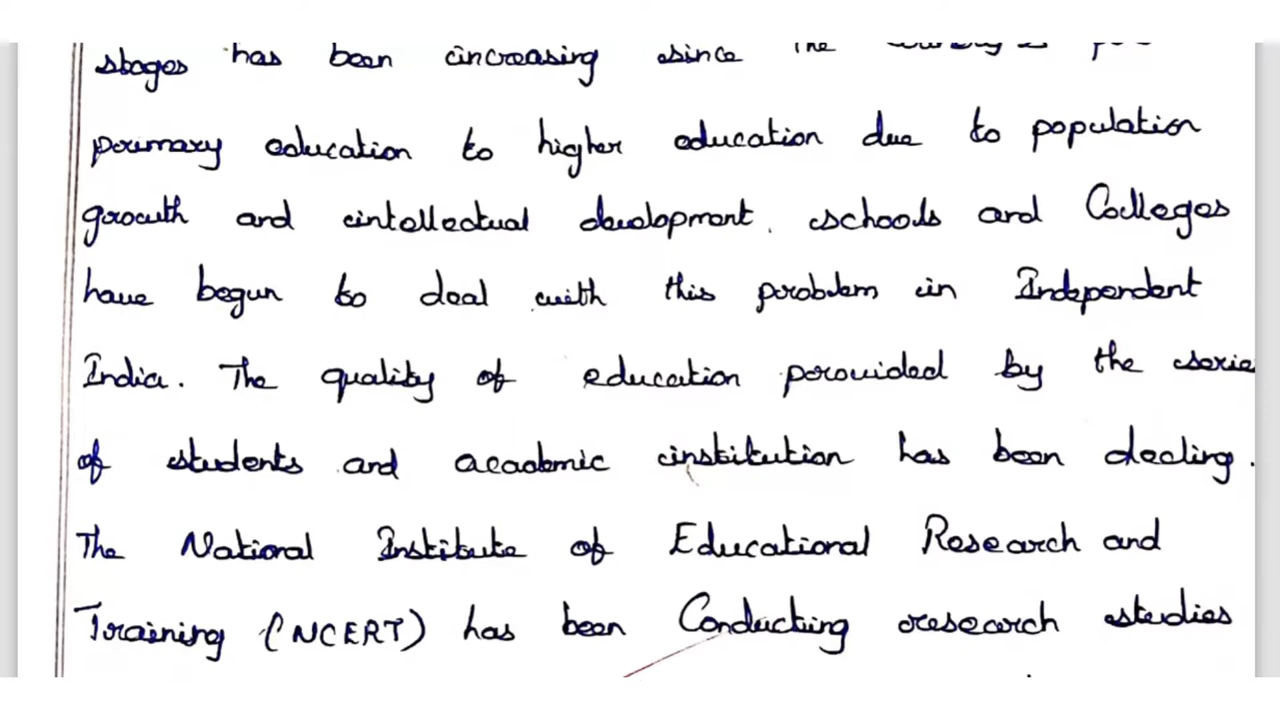 stages has been increasing since the
primary education to higher education due to population
growth and intellectual development. schools and Colleges
have begun to deal with this problem in Independent
India. The quality of education provided by the serie
of students and academic institution has been decling.
The National Institute of Educational Research and
Training (NCERT) has been Conducting research studies